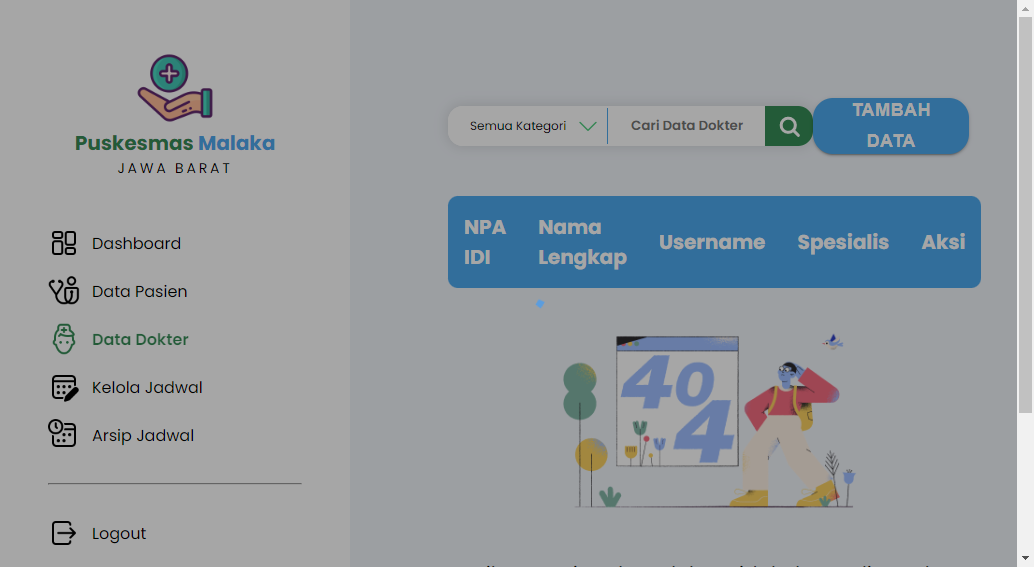 Puskesmas Malaka
JAWA BARAT
Dashboard
Data Pasien
Data Dokter
Kelola Jadwal
Arsip Jadwal
Logout
Semua Kategori
Cari Data Dokter
TAMBAH
DATA
NPA
IDI
Nama
Lengkap
Username
Spesialis
Aksi
404